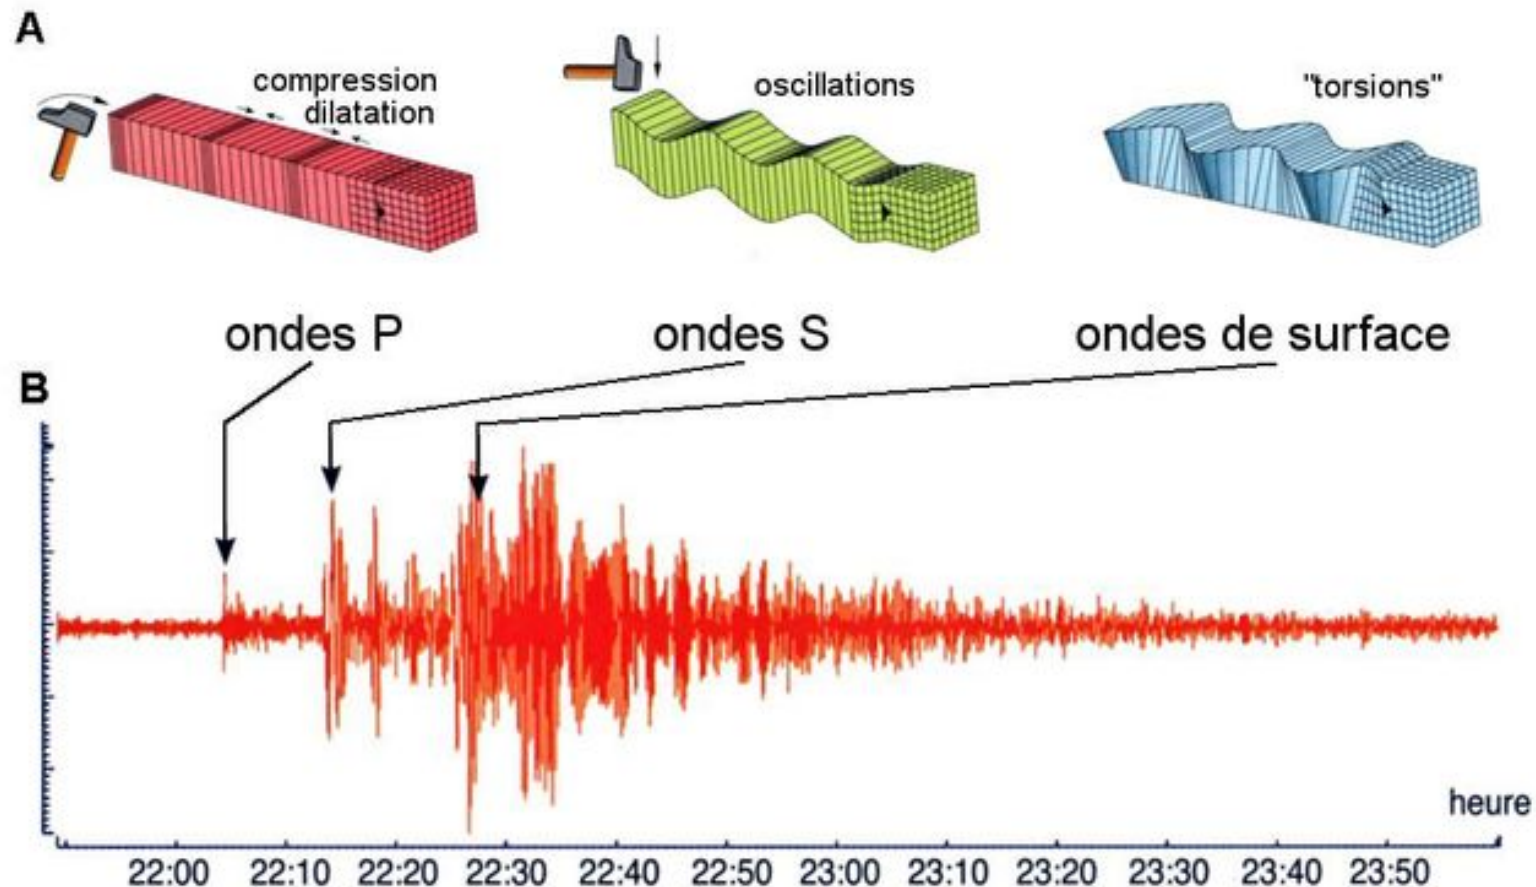 A
compression
dilatation
oscillations
"torsions"
ondes P
ondes S
ondes de surface
B
heure
22:00 22:10 22:20 22:30 22:40 22:50 23:00 23:10 23:20 23:30 23:40 23:50